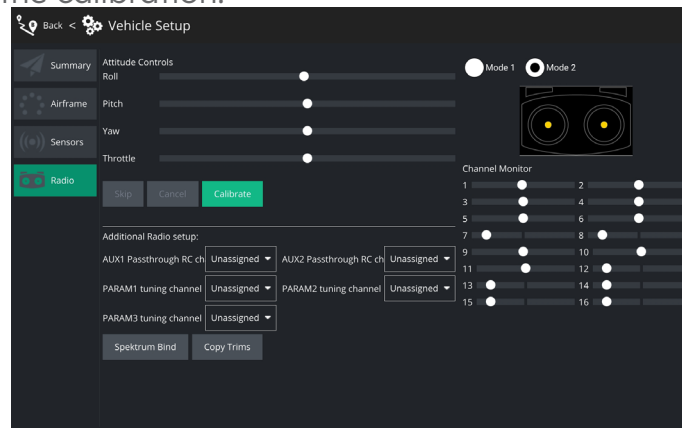 the calibration.
Back < Vehicle Setup
Summary
Airframe
Sensors
Radio
Attitude Controls
Roll
Pitch
Yaw
Throttle
Skip Cancel Calibrate
Additional Radio setup:
AUX1 Passthrough RC ch Unassigned AUX2 Passthrough RC ch Unassigned
PARAM1 tuning channel Unassigned PARAM2 tuning channel Unassigned
PARAM3 tuning channel Unassigned
Spektrum Bind Copy Trims
Mode 1 Mode 2
Channel Monitor
1 2
3 4
5 6
7 8
9 10
11 12
13 14
15 16